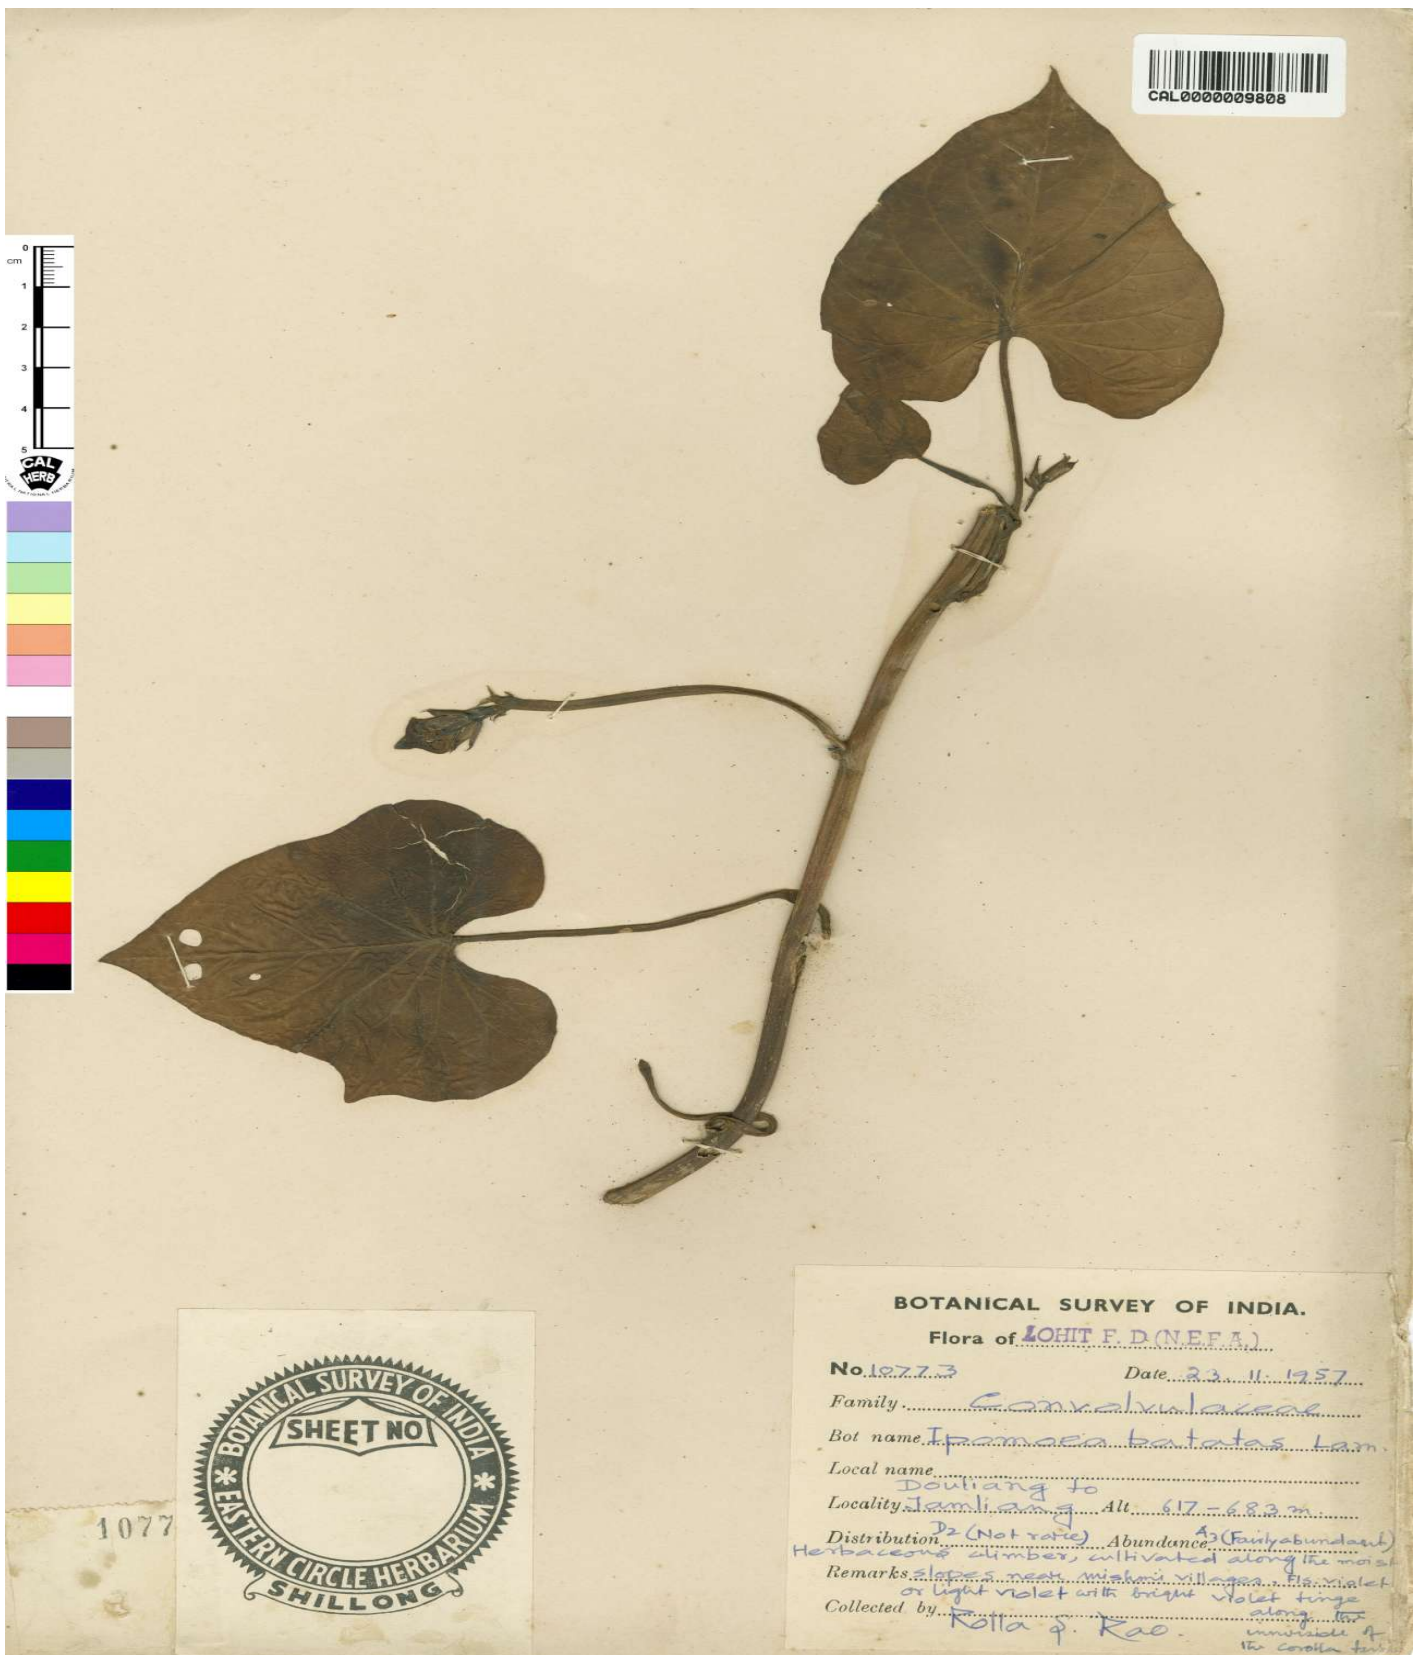 CAL0000009808
0
cm
1
2
3
4
5
CAL
HERB
BOTANICAL SURVEY OF INDIA.
Flora of LOHIT F. D. (N.E.F.A.)
No 10773 Date 23. 11. 1957
Family Convolvulaceae
Bot name Ipomoea batatas Lam.
Local name
Douliang to
Locality Jamliang Alt 617-683 m.
Distribution D2 (Not rare) Abundance A3 (Fairly abundant)
Herbaceous climber, cultivated along the moist
Remarks slopes near mishmi villages. Fls. violet
or light violet with bright violet tinge
along the
Collected by Rolla S. Rao.
innerside of
the corolla
BOTANICAL SURVEY OF INDIA
SHEET NO
EASTERN CIRCLE HERBARIUM
SHILLONG
1077